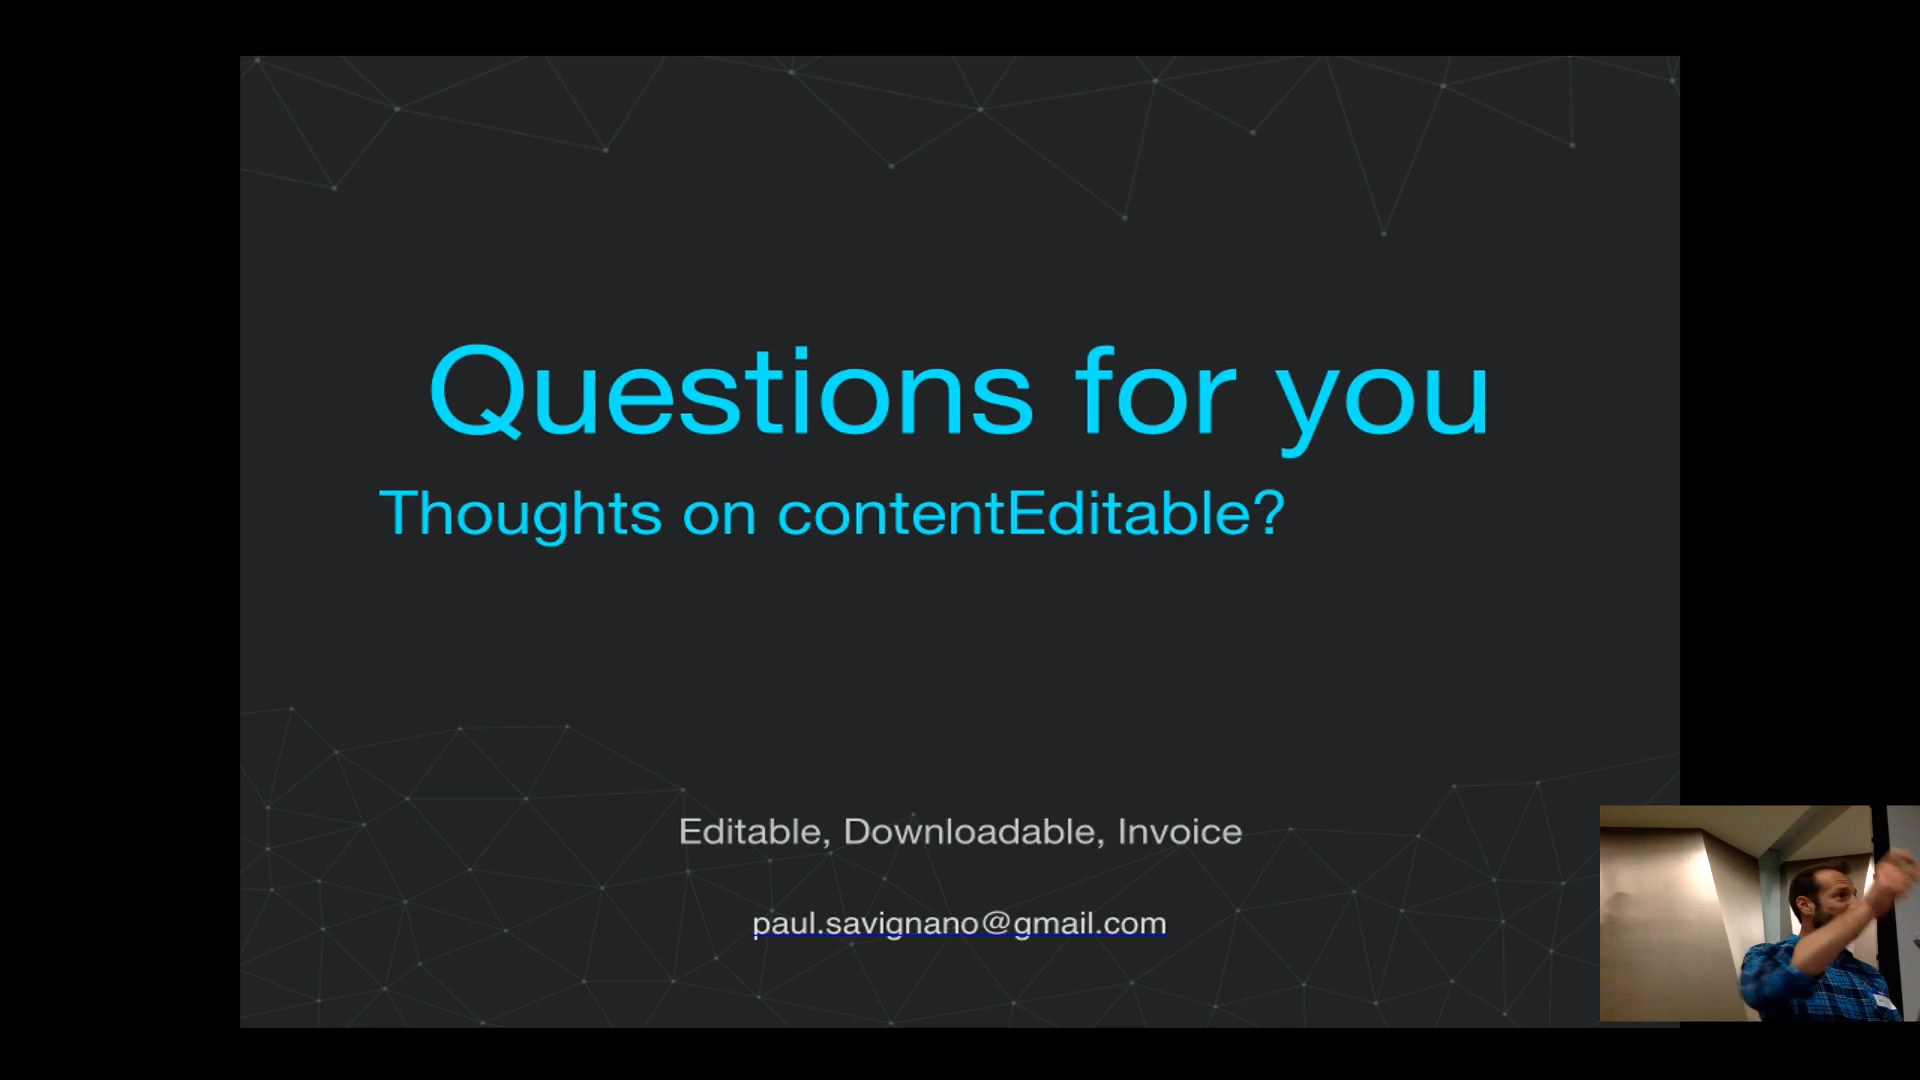 Questions for you
Thoughts on contentEditable?
Editable, Downloadable, Invoice
paul.savignano@gmail.com